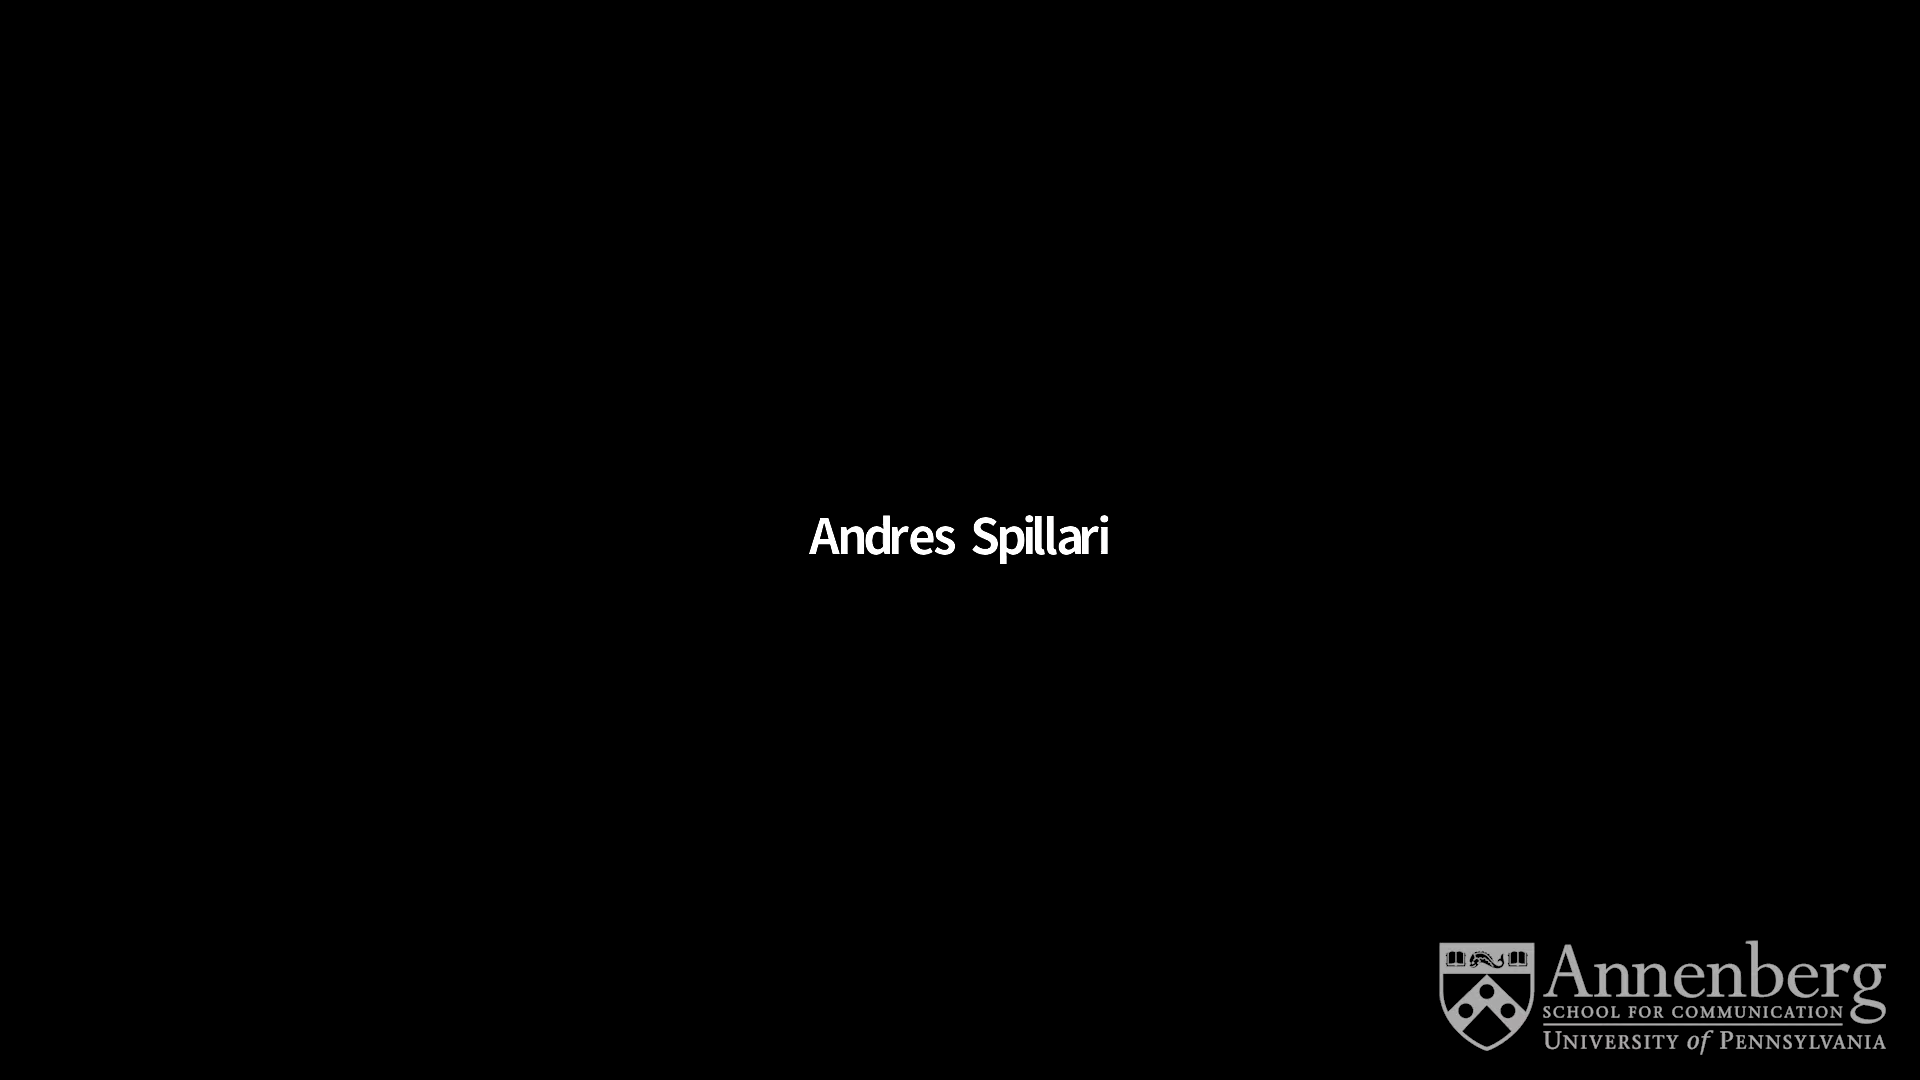 Andres Spillari
Annenberg
SCHOOL FOR COMMUNICATION
UNIVERSITY of PENNSYLVANIA